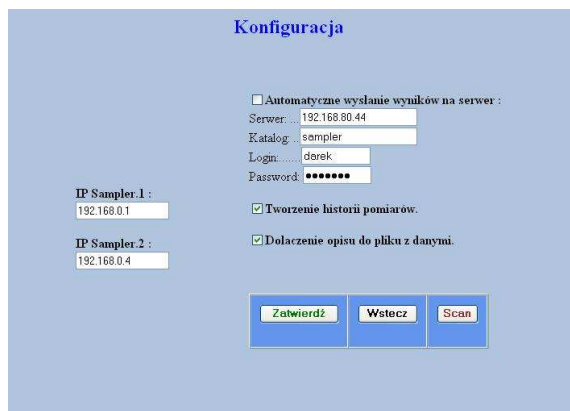 Konfiguracja
Automatyczne wysłanie wyników na serwer :
Serwer: ... 192.168.80.44
Katalog: .. sampler
Login:....... darek
Password: ●●●●●●●
IP Sampler.1 :
192.168.0.1
Tworzenie historii pomiarów.
IP Sampler.2 :
192.168.0.4
Dolaczenie opisu do pliku z danymi.
Zatwierdź
Wstecz
Scan